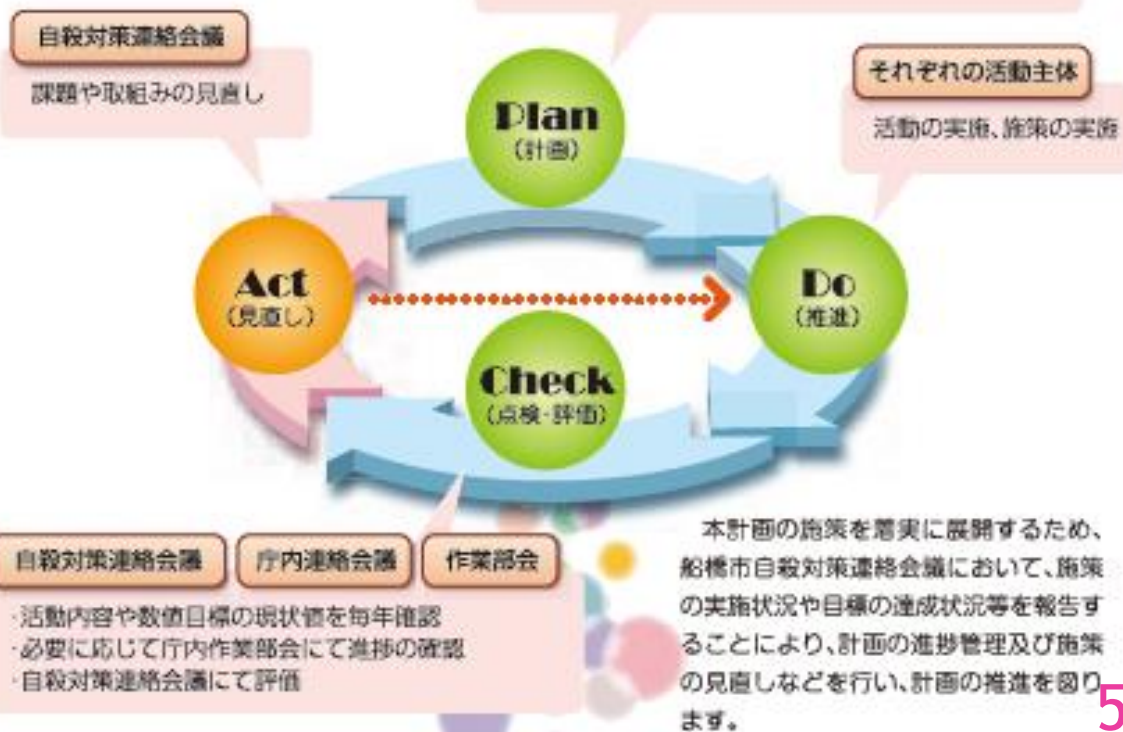 自殺対策連絡会議
課題や取組みの見直し
Plan
(計画)
それぞれの活動主体
活動の実施、施策の実施
Act
(見直し)
Do
(推進)
Check
(点検・評価)
自殺対策連絡会議
庁内連絡会議
作業部会
・活動内容や数値目標の現状値を毎年確認
・必要に応じて庁内作業部会にて進捗の確認
・自殺対策連絡会議にて評価
本計画の施策を着実に展開するため、
船橋市自殺対策連絡会議において、施策
の実施状況や目標の達成状況等を報告す
ることにより、計画の進捗管理及び施策
の見直しなどを行い、計画の推進を図り
ます。
5